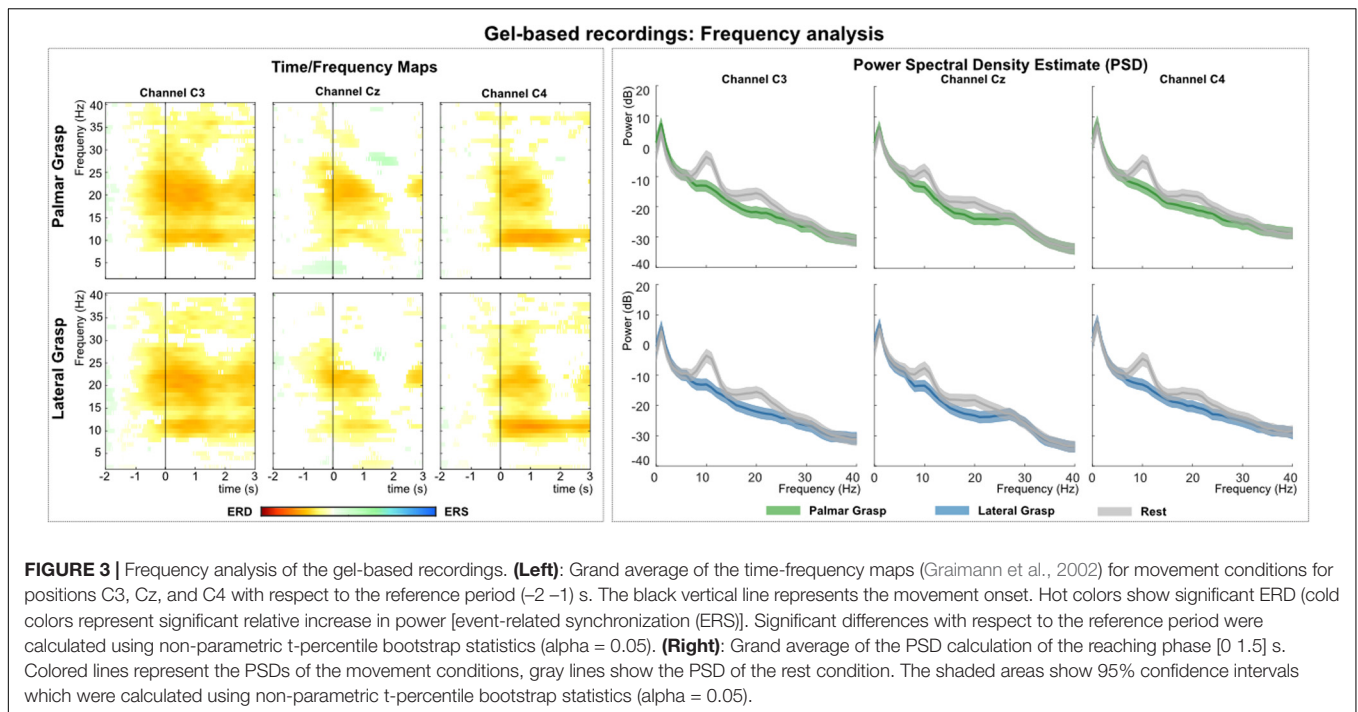 Gel-based recordings: Frequency analysis
Time/Frequency Maps
Channel C3
Channel Cz
Channel C4
Palmar Grasp
Frequency (Hz)
40
35
30
25
20
15
10
5
Lateral Grasp
Frequency (Hz)
40
35
30
25
20
15
10
5
-2 -1 0 1 2 3
-2 -1 0 1 2 3
-2 -1 0 1 2 3
time (s)
time (s)
time (s)
ERD
ERS
Power Spectral Density Estimate (PSD)
Channel C3
Channel Cz
Channel C4
Power (dB)
20
10
0
-10
-20
-30
-40
Power (dB)
20
10
0
-10
-20
-30
-40
0 10 20 30 40
0 10 20 30 40
0 10 20 30 40
Frequency (Hz)
Frequency (Hz)
Frequency (Hz)
Palmar Grasp
Lateral Grasp
Rest
FIGURE 3 | Frequency analysis of the gel-based recordings. (Left): Grand average of the time-frequency maps (Graimann et al., 2002) for movement conditions for
positions C3, Cz, and C4 with respect to the reference period (–2 –1) s. The black vertical line represents the movement onset. Hot colors show significant ERD (cold
colors represent significant relative increase in power [event-related synchronization (ERS)]. Significant differences with respect to the reference period were
calculated using non-parametric t-percentile bootstrap statistics (alpha = 0.05). (Right): Grand average of the PSD calculation of the reaching phase [0 1.5] s.
Colored lines represent the PSDs of the movement conditions, gray lines show the PSD of the rest condition. The shaded areas show 95% confidence intervals
which were calculated using non-parametric t-percentile bootstrap statistics (alpha = 0.05).